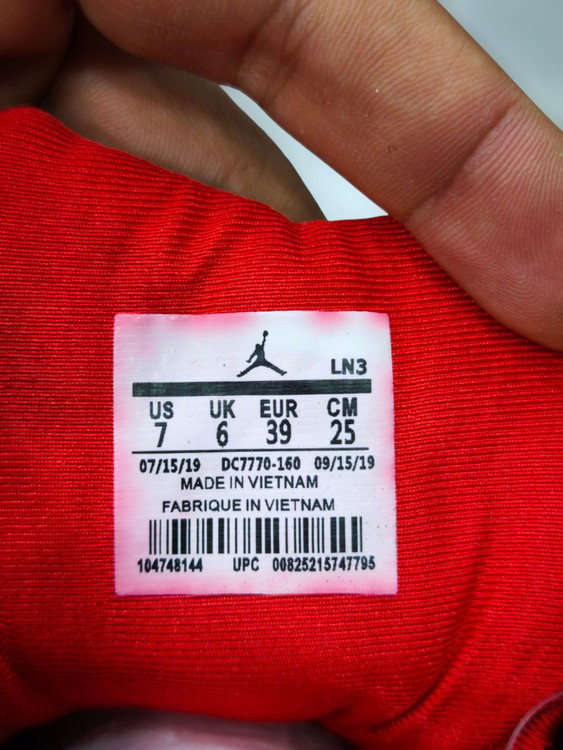 LN3
US UK EUR CM
7 6 39 25
07/15/19 DC7770-160 09/15/19
MADE IN VIETNAM
FABRIQUE IN VIETNAM
104748144 UPC 00825215747795